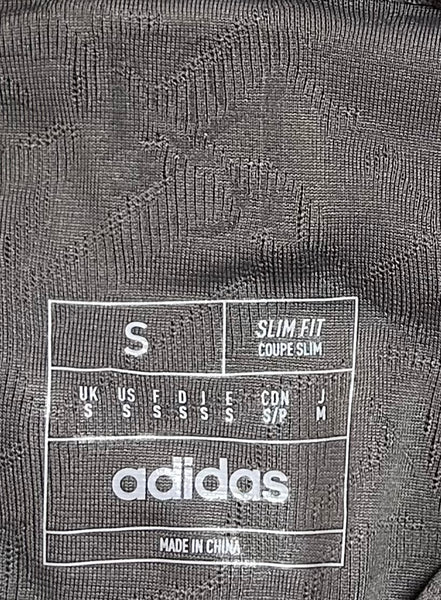 S
SLIM FIT
COUPE SLIM
UK US F D I E CDN J
S S S S S S S/P M
adidas
MADE IN CHINA